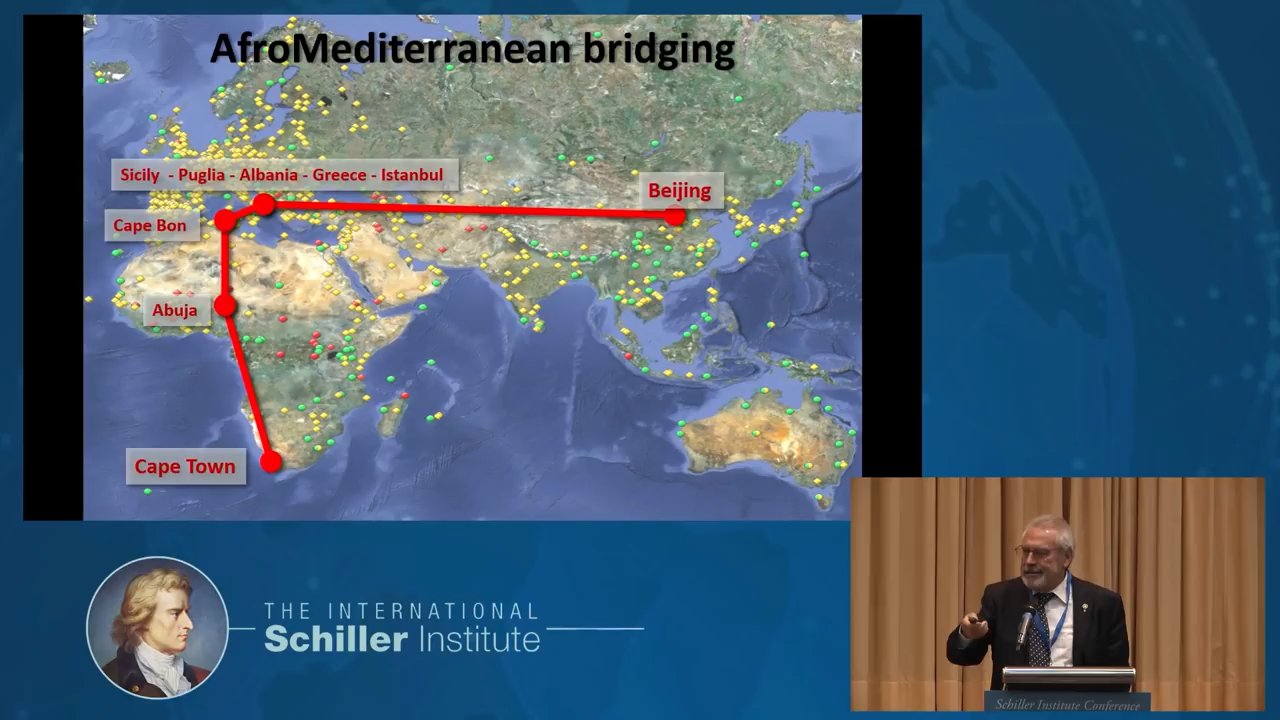 AfroMediterranean bridging
Sicily - Puglia - Albania - Greece - Istanbul
Beijing
Cape Bon
Abuja
Cape Town
THE INTERNATIONAL
Schiller Institute
Schiller Institute Conference